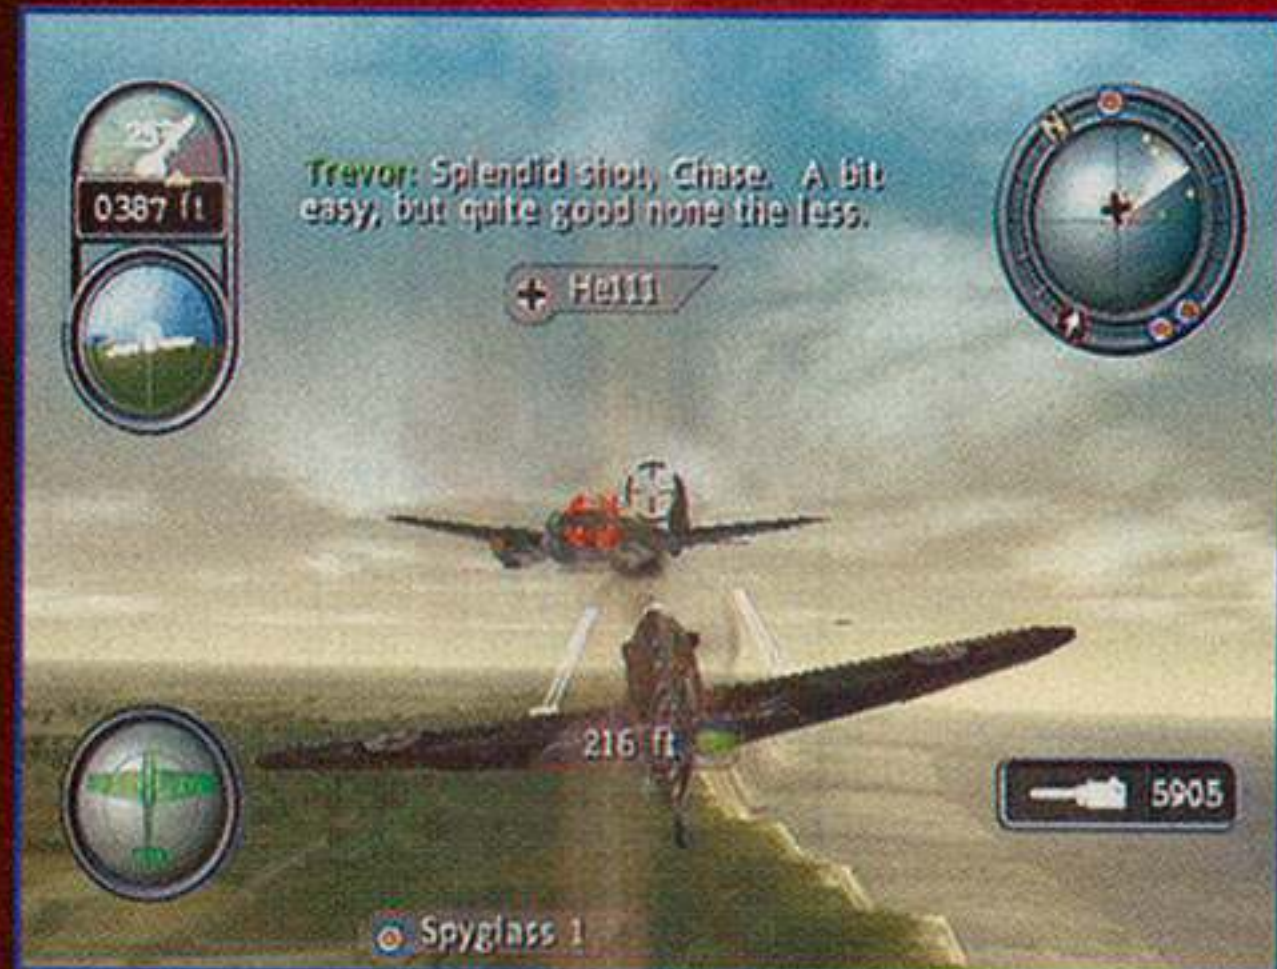 257
0387 ft
N
Trevor: Splendid shot, Chase. A bit
easy, but quite good none the less.
He111
216 ft
5905
Spyglass 1